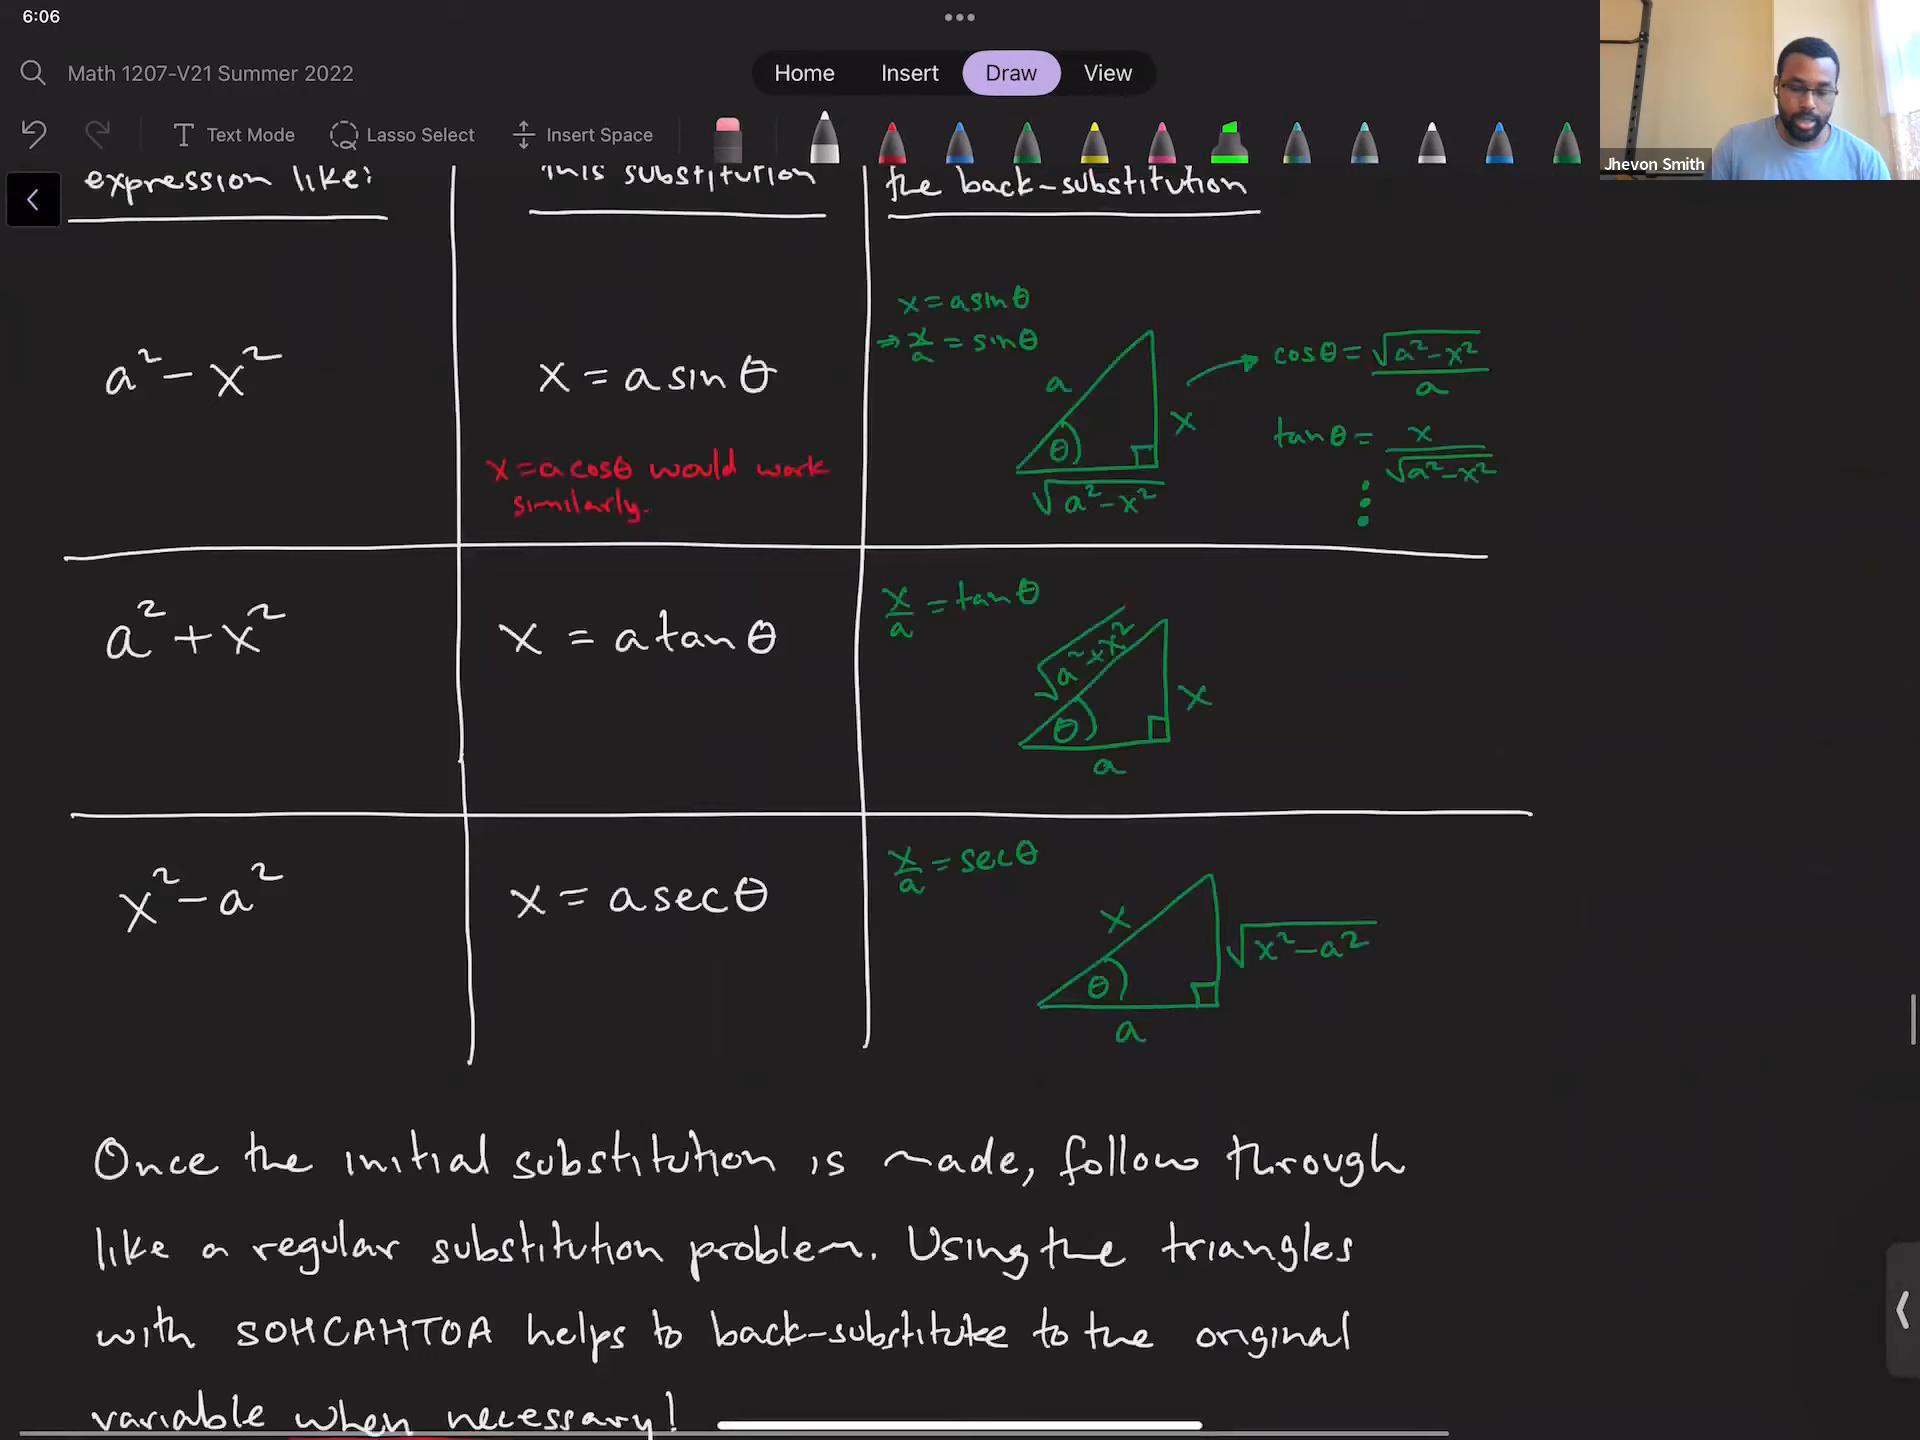 6:06
Math 1207-V21 Summer 2022
Home Insert Draw View
Text Mode Lasso Select Insert Space
Jhevon Smith
expression like:
this substitution
the back-substitution
a² - x²
x = a sin θ
x = a cos θ would work
similarly.
x = a sin θ
⇒ x/a = sin θ
a
θ
x
√(a² - x²)
cos θ = √(a² - x²)/a
tan θ = x/√(a² - x²)
⋮
a² + x²
x = a tan θ
x/a = tan θ
√(a² + x²)
θ
x
a
x² - a²
x = a sec θ
x/a = sec θ
x
√(x² - a²)
θ
a
Once the initial substitution is made, follow through
like a regular substitution problem. Using the triangles
with SOHCAHTOA helps to back-substitute to the original
variable when necessary!